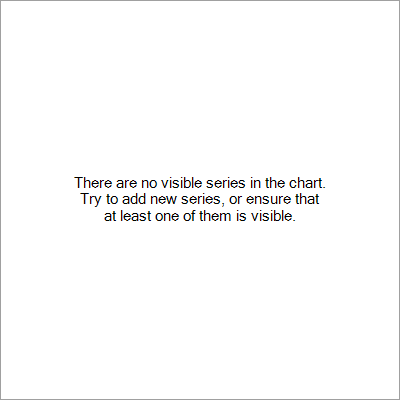 There are no visible series in the chart.
Try to add new series, or ensure that
at least one of them is visible.